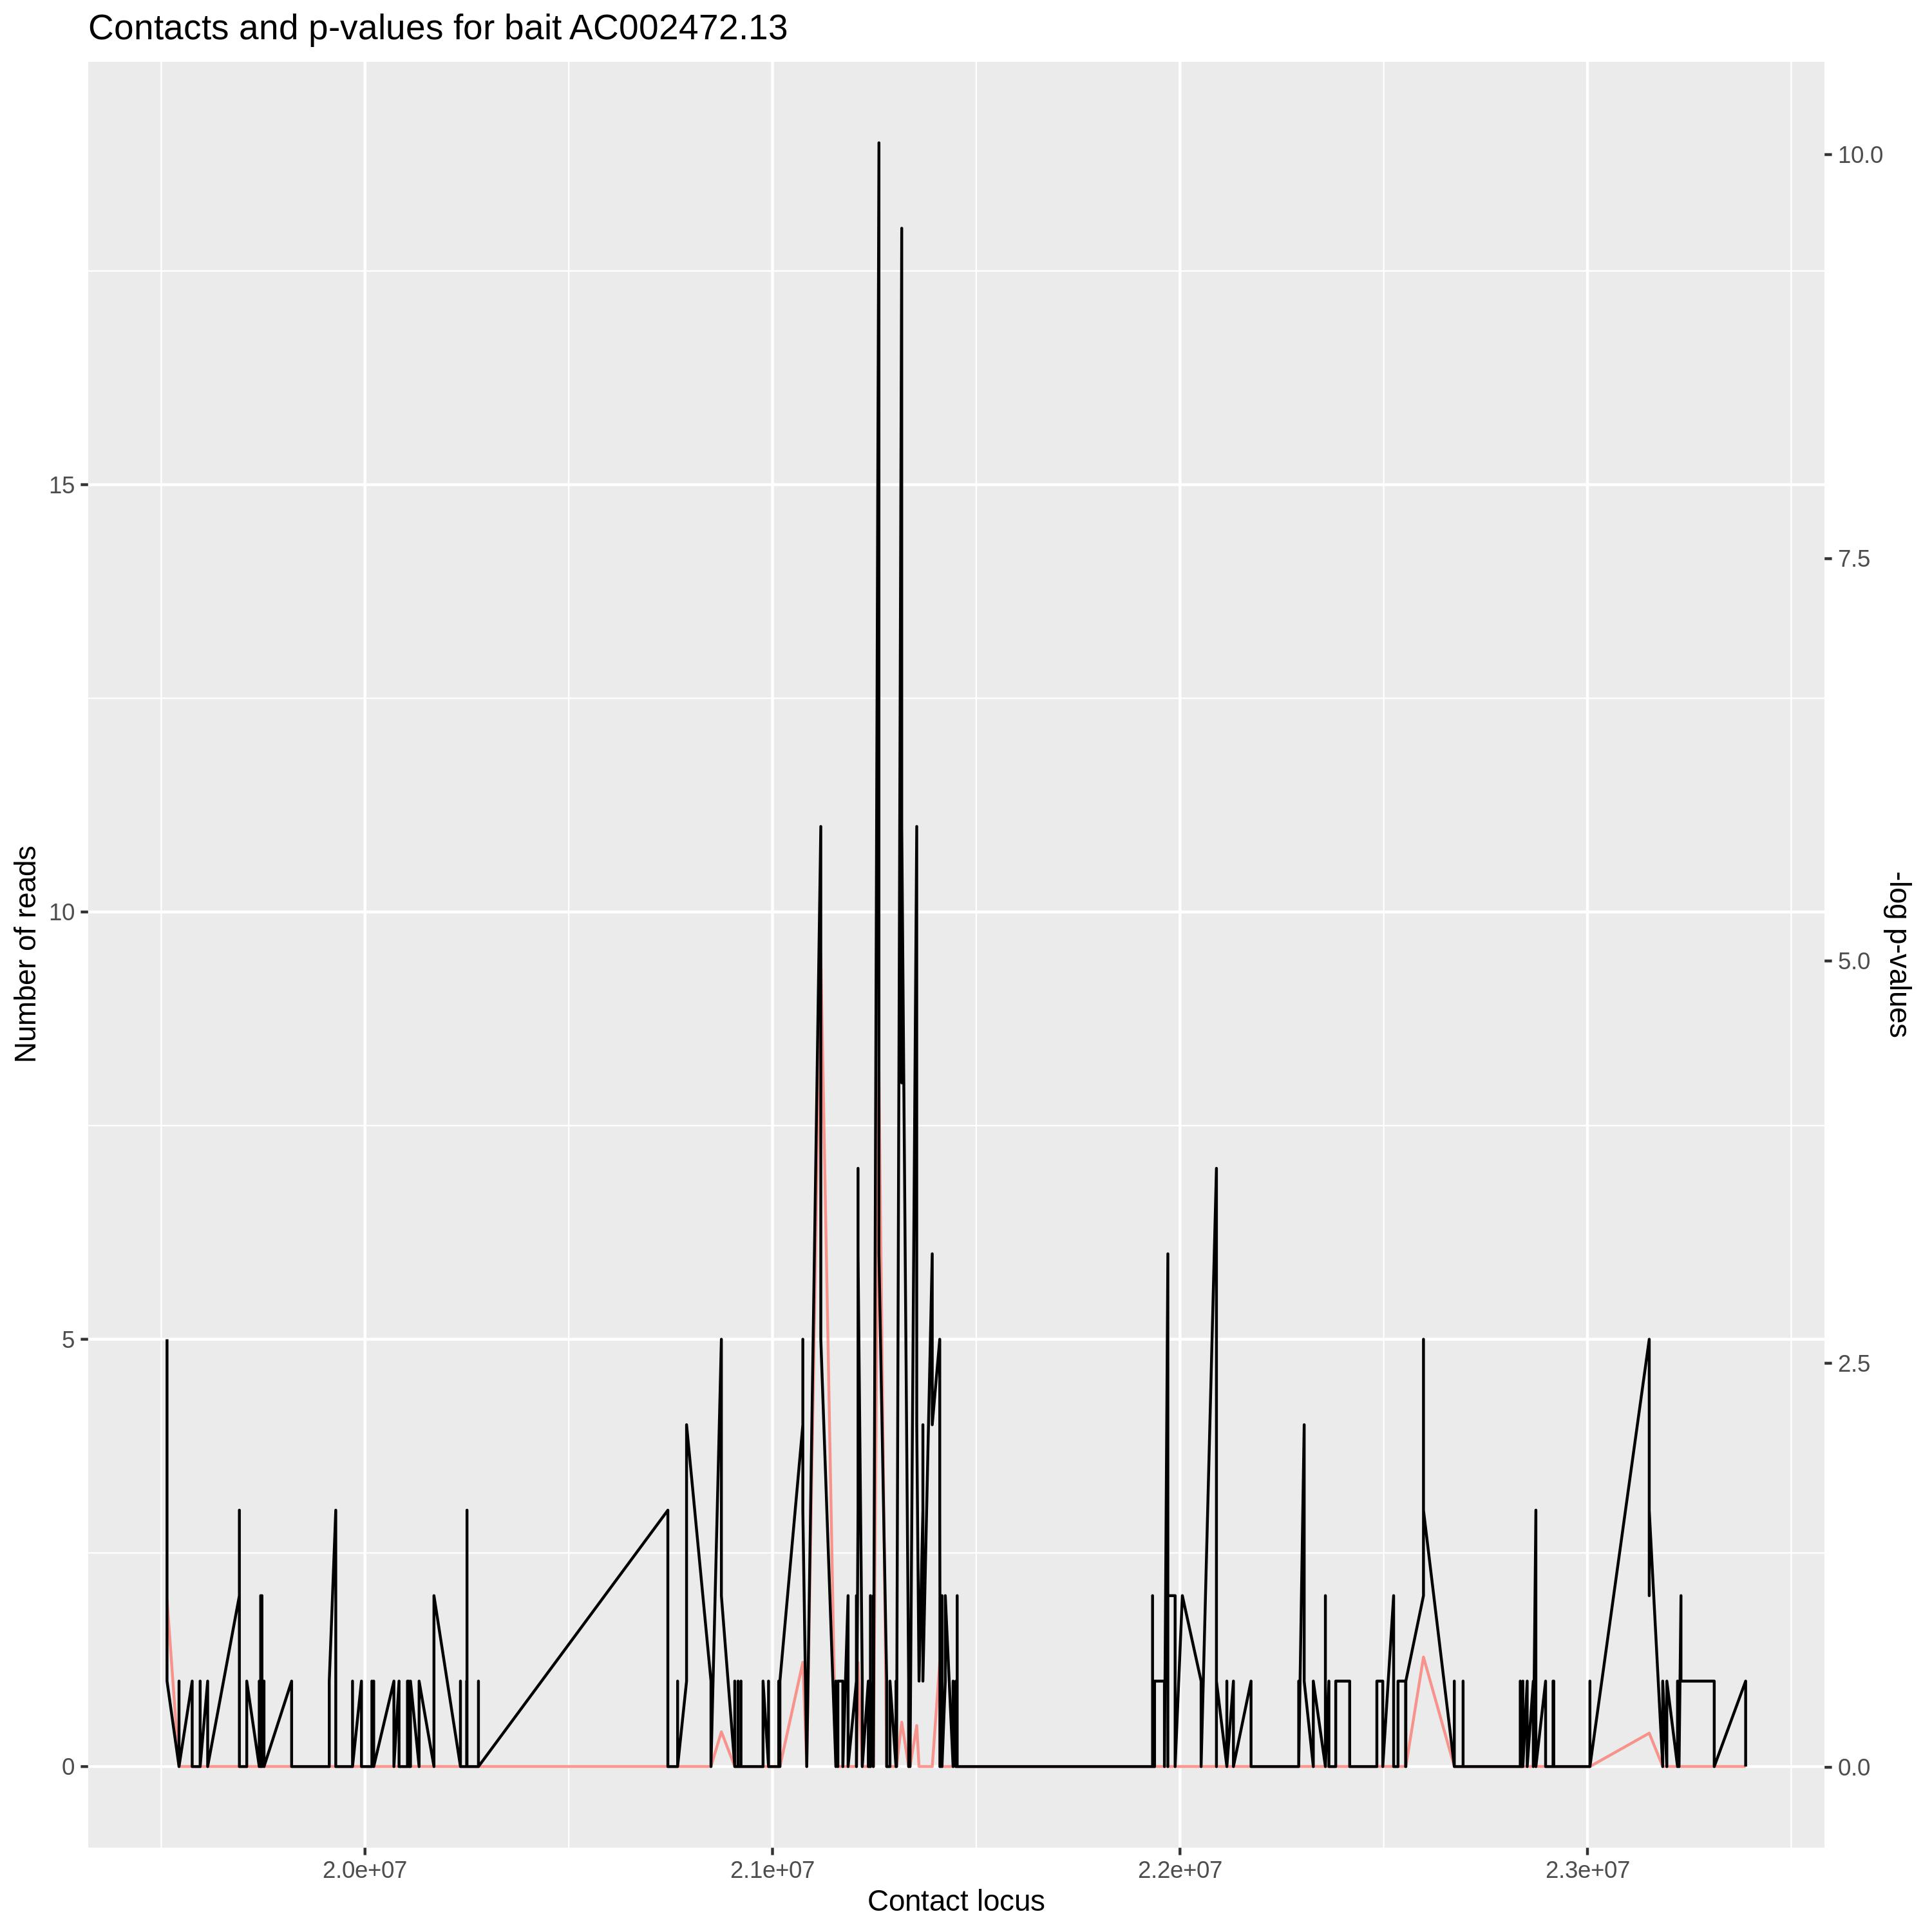 Contacts and p-values for bait AC002472.13
Number of reads
15
10
5
0
10.0
7.5
5.0
2.5
0.0
-log p-values
2.0e+07
2.1e+07
2.2e+07
2.3e+07
Contact locus